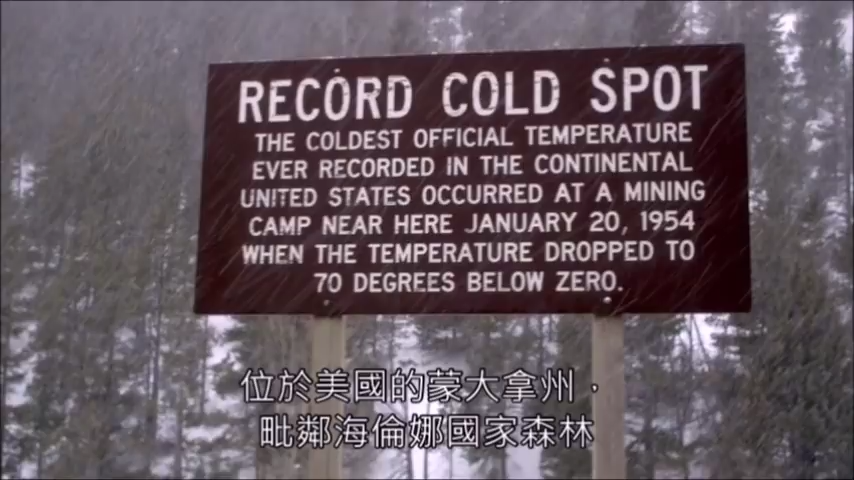 RECORD COLD SPOT
THE COLDEST OFFICIAL TEMPERATURE
EVER RECORDED IN THE CONTINENTAL
UNITED STATES OCCURRED AT A MINING
CAMP NEAR HERE JANUARY 20, 1954
WHEN THE TEMPERATURE DROPPED TO
70 DEGREES BELOW ZERO.
位於美國的蒙大拿州，
毗鄰海倫娜國家森林